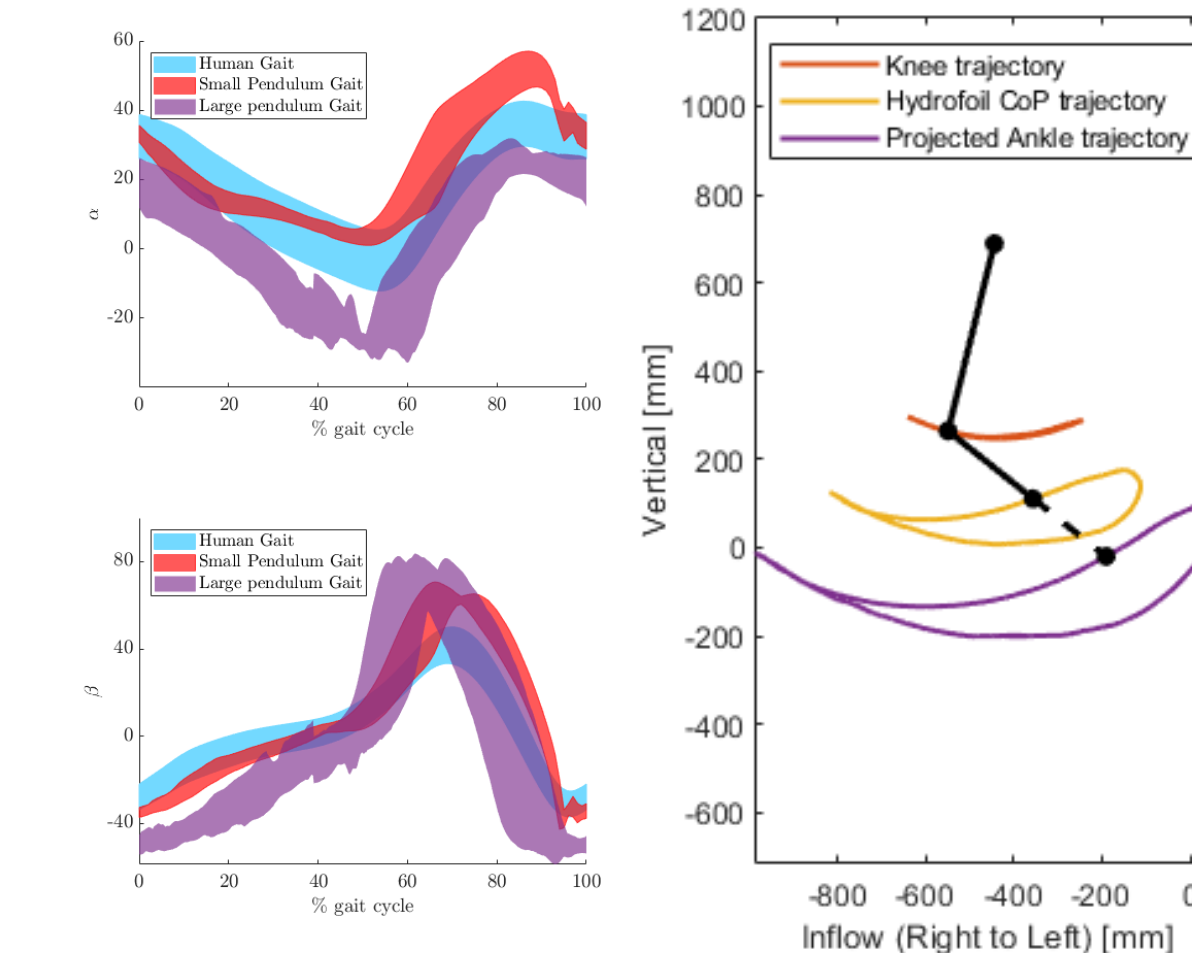 60
40
20
0
-20
α
Human Gait
Small Pendulum Gait
Large pendulum Gait
0 20 40 60 80 100
% gait cycle
80
40
0
-40
β
Human Gait
Small Pendulum Gait
Large pendulum Gait
0 20 40 60 80 100
% gait cycle
1200
1000
800
600
400
200
0
-200
-400
-600
Vertical [mm]
Knee trajectory
Hydrofoil CoP trajectory
Projected Ankle trajectory
-800 -600 -400 -200 0
Inflow (Right to Left) [mm]